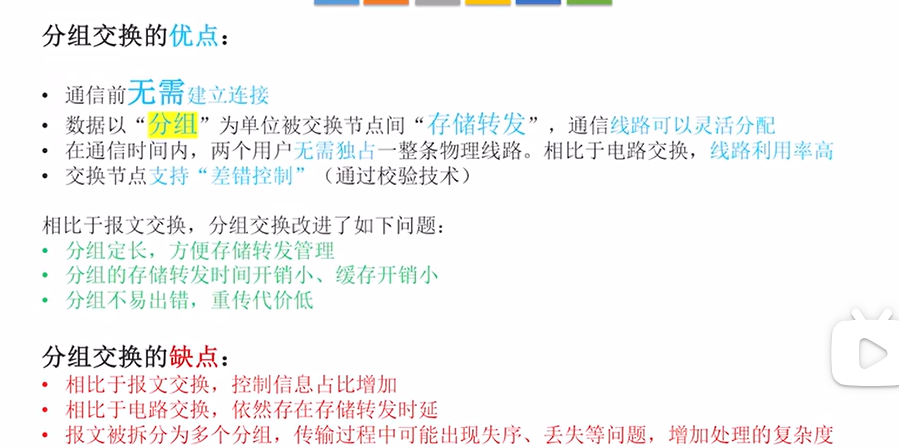 分组交换的优点：
• 通信前无需建立连接
• 数据以“分组”为单位被交换节点间“存储转发”，通信线路可以灵活分配
• 在通信时间内，两个用户无需独占一整条物理线路。相比于电路交换，线路利用率高
• 交换节点支持“差错控制”（通过校验技术）
相比于报文交换，分组交换改进了如下问题：
• 分组定长，方便存储转发管理
• 分组的存储转发时间开销小、缓存开销小
• 分组不易出错，重传代价低
分组交换的缺点：
• 相比于报文交换，控制信息占比增加
• 相比于电路交换，依然存在存储转发时延
• 报文被拆分为多个分组，传输过程中可能出现失序、丢失等问题，增加处理的复杂度